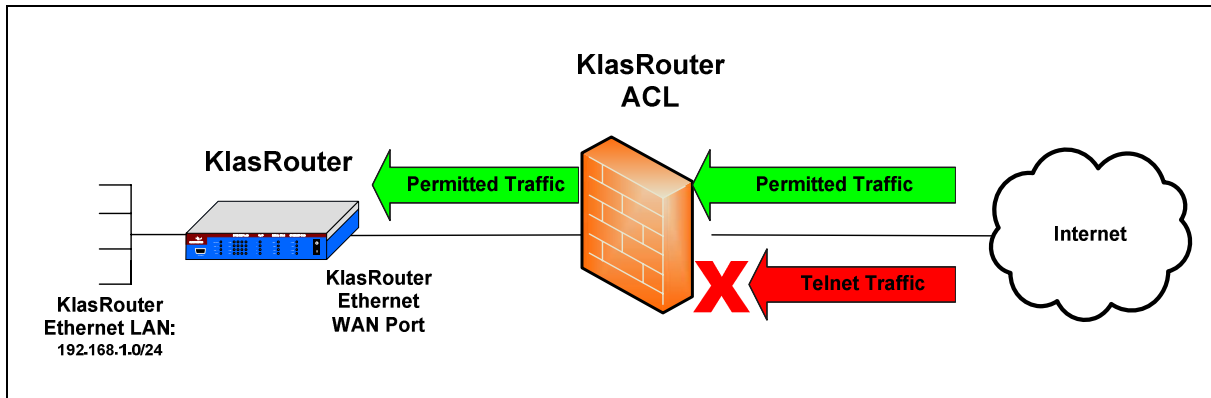 KlasRouter
ACL
KlasRouter
Permitted Traffic
Permitted Traffic
Internet
Telnet Traffic
KlasRouter
Ethernet
WAN Port
KlasRouter
Ethernet LAN:
192.168.1.0/24